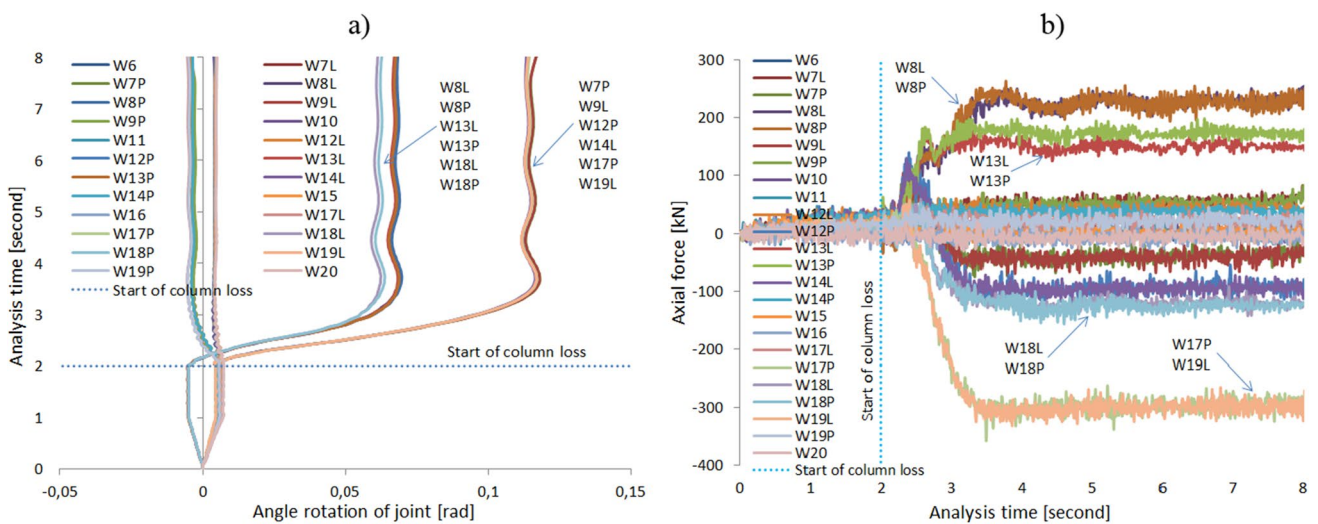 a)
Analysis time [second]
8
7
6
5
4
3
2
1
0
-0,05
0
0,05
0,1
0,15
Angle rotation of joint [rad]
W6
W7L
W7P
W8L
W8P
W9L
W9P
W10
W11
W12L
W12P
W13L
W13P
W14L
W14P
W15
W16
W17L
W17P
W18L
W18P
W19L
W19P
W20
Start of column loss
W8L
W8P
W13L
W13P
W18L
W18P
W7P
W9L
W12P
W14L
W17P
W19L
Start of column loss
b)
Axial force [kN]
300
200
100
0
-100
-200
-300
-400
0
1
2
3
4
5
6
7
8
Analysis time [second]
W6
W7L
W7P
W8L
W8P
W9L
W9P
W10
W11
W12L
W12P
W13L
W13P
W14L
W14P
W15
W16
W17L
W17P
W18L
W18P
W19L
W19P
W20
Start of column loss
Start of column loss
W8L
W8P
W13L
W13P
W18L
W18P
W17P
W19L